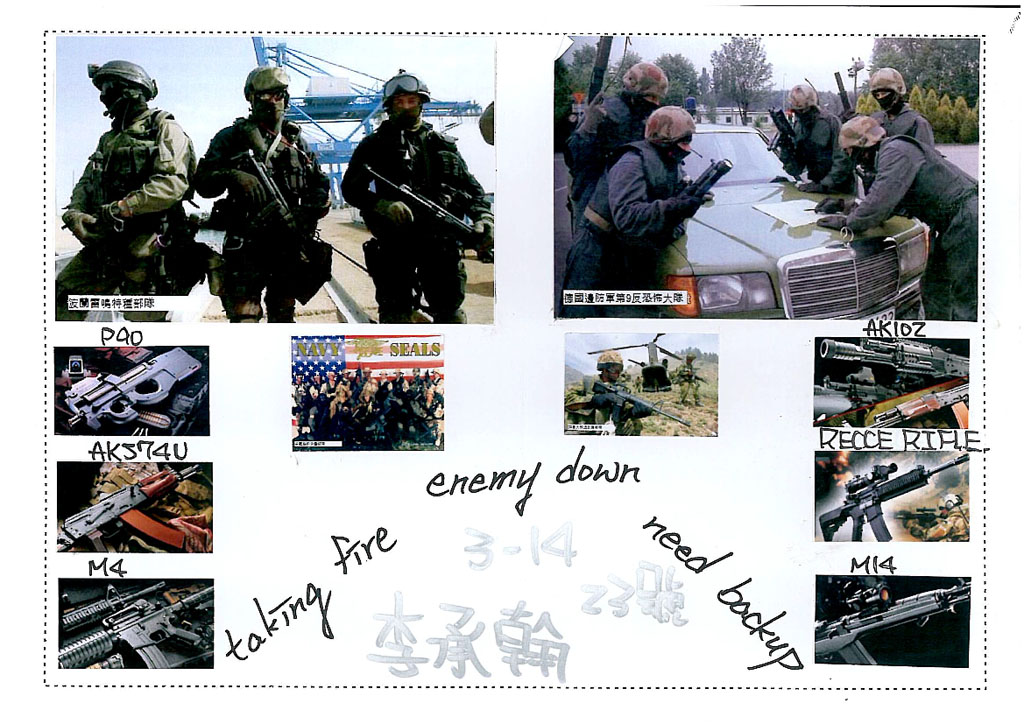 波蘭雷鳴特種部隊
德國邊防軍第9反恐怖大隊
P90
AK102
NAVY SEALS
AKS74U
RECCE RIFLE
M4
M14
enemy down
taking fire
need backup
3-14
23號
李承翰